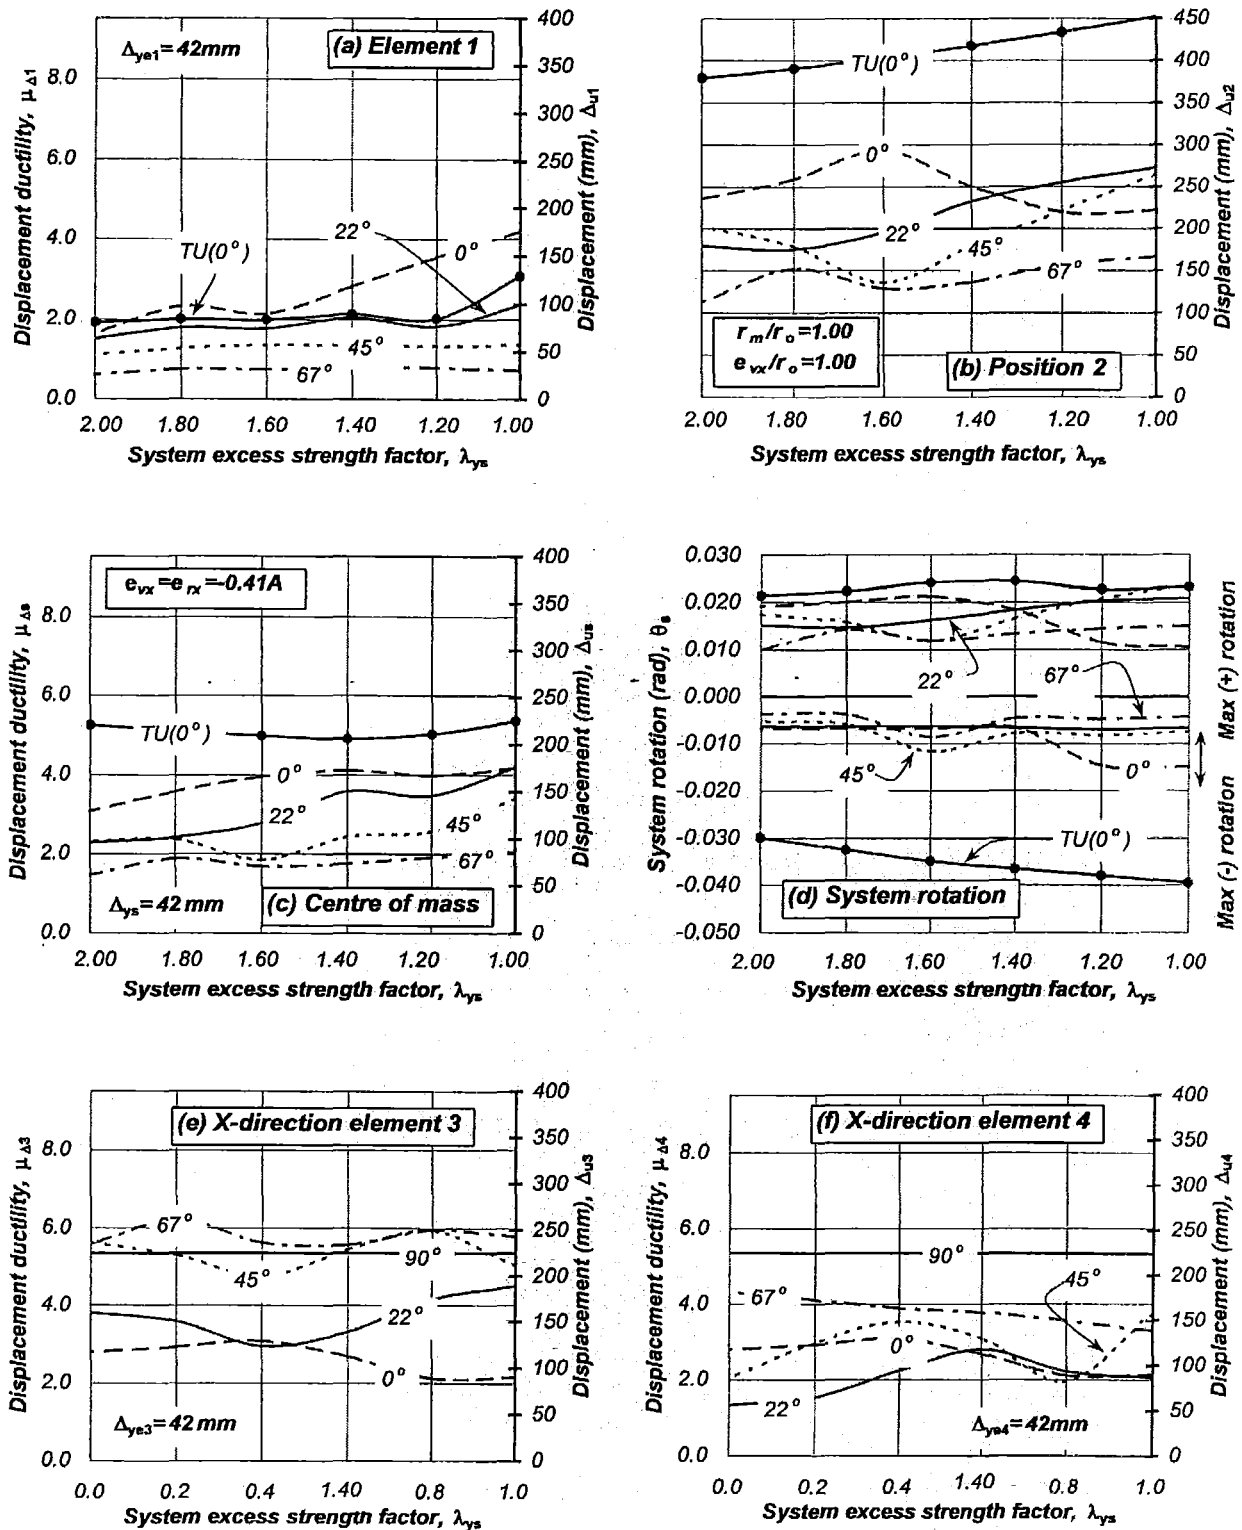 (a) Element 1
Δye1=42mm
Displacement ductility, μΔ1
8.0
6.0
4.0
2.0
0.0
400
350
300
250
200
150
100
50
0
Displacement (mm), Δu1
TU(0°)
22°
0°
45°
67°
2.00 1.80 1.60 1.40 1.20 1.00
System excess strength factor, λys
450
400
350
300
250
200
150
100
50
0
Displacement (mm), Δu2
TU(0°)
0°
22°
45°
67°
rm/ro=1.00
evx/ro=1.00
(b) Position 2
2.00 1.80 1.60 1.40 1.20 1.00
System excess strength factor, λys
evx=erx=-0.41A
Displacement ductility, μΔs
8.0
6.0
4.0
2.0
0.0
400
350
300
250
200
150
100
50
0
Displacement (mm), Δus
TU(0°)
0°
22°
45°
67°
Δys=42mm
(c) Centre of mass
2.00 1.80 1.60 1.40 1.20 1.00
System excess strength factor, λys
System rotation (rad), θs
0.030
0.020
0.010
0.000
-0.010
-0.020
-0.030
-0.040
-0.050
22°
67°
45°
0°
TU(0°)
(d) System rotation
Max (-) rotation Max (+) rotation
2.00 1.80 1.60 1.40 1.20 1.00
System excess strength factor, λys
(e) X-direction element 3
Displacement ductility, μΔ3
8.0
6.0
4.0
2.0
0.0
400
350
300
250
200
150
100
50
0
Displacement (mm), Δu3
67°
90°
45°
22°
0°
Δye3=42mm
0.0 0.2 0.4 1.40 0.8 1.0
System excess strength factor, λys
(f) X-direction element 4
Displacement ductility, μΔ4
8.0
6.0
4.0
2.0
0.0
400
350
300
250
200
150
100
50
0
Displacement (mm), Δu4
90°
45°
67°
0°
22°
Δye4=42mm
0.0 0.2 0.4 1.40 0.8 1.0
System excess strength factor, λys